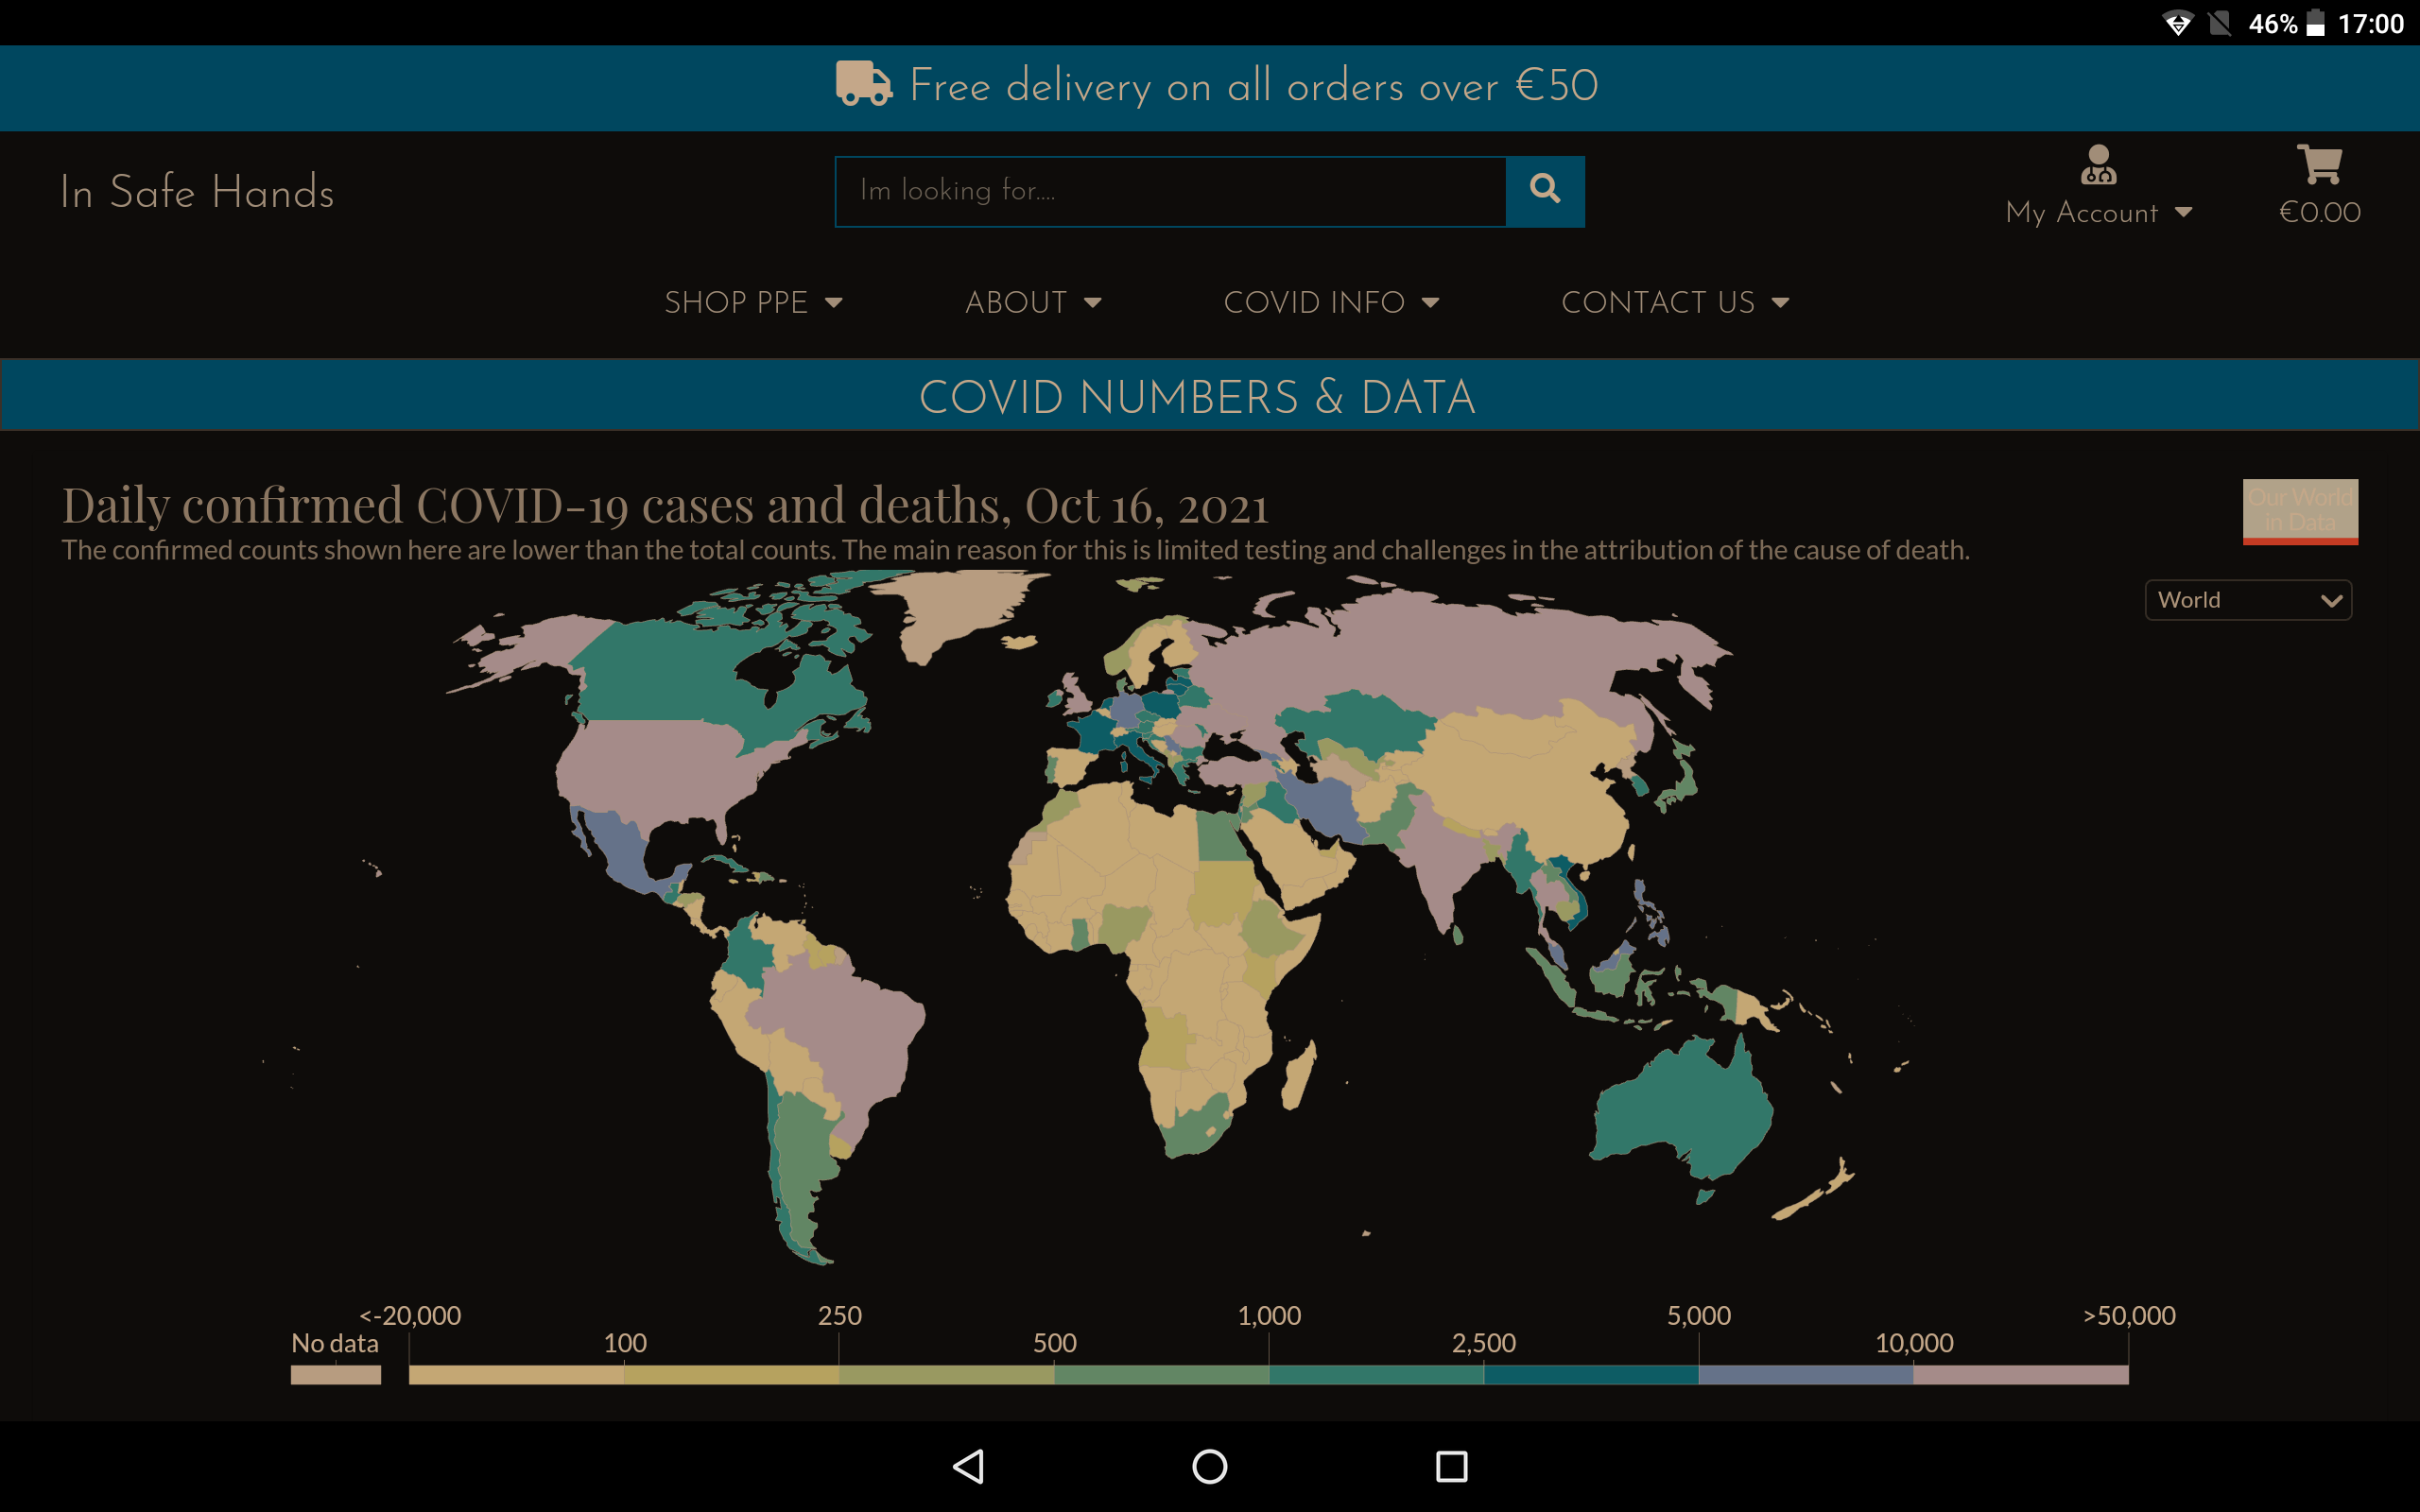 46% 17:00
Free delivery on all orders over €50
In Safe Hands
Im looking for....
My Account
€0.00
SHOP PPE ABOUT COVID INFO CONTACT US
COVID NUMBERS & DATA
Daily confirmed COVID-19 cases and deaths, Oct 16, 2021
The confirmed counts shown here are lower than the total counts. The main reason for this is limited testing and challenges in the attribution of the cause of death.
Our World
in Data
World
<-20,000 250 1,000 5,000 >50,000
No data 100 500 2,500 10,000